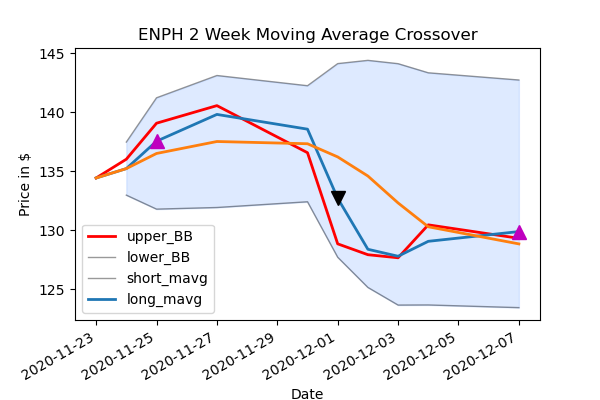 ENPH 2 Week Moving Average Crossover
Price in $
145
140
135
130
125
upper_BB
lower_BB
short_mavg
long_mavg
2020-11-23
2020-11-25
2020-11-27
2020-11-29
2020-12-01
2020-12-03
2020-12-05
2020-12-07
Date